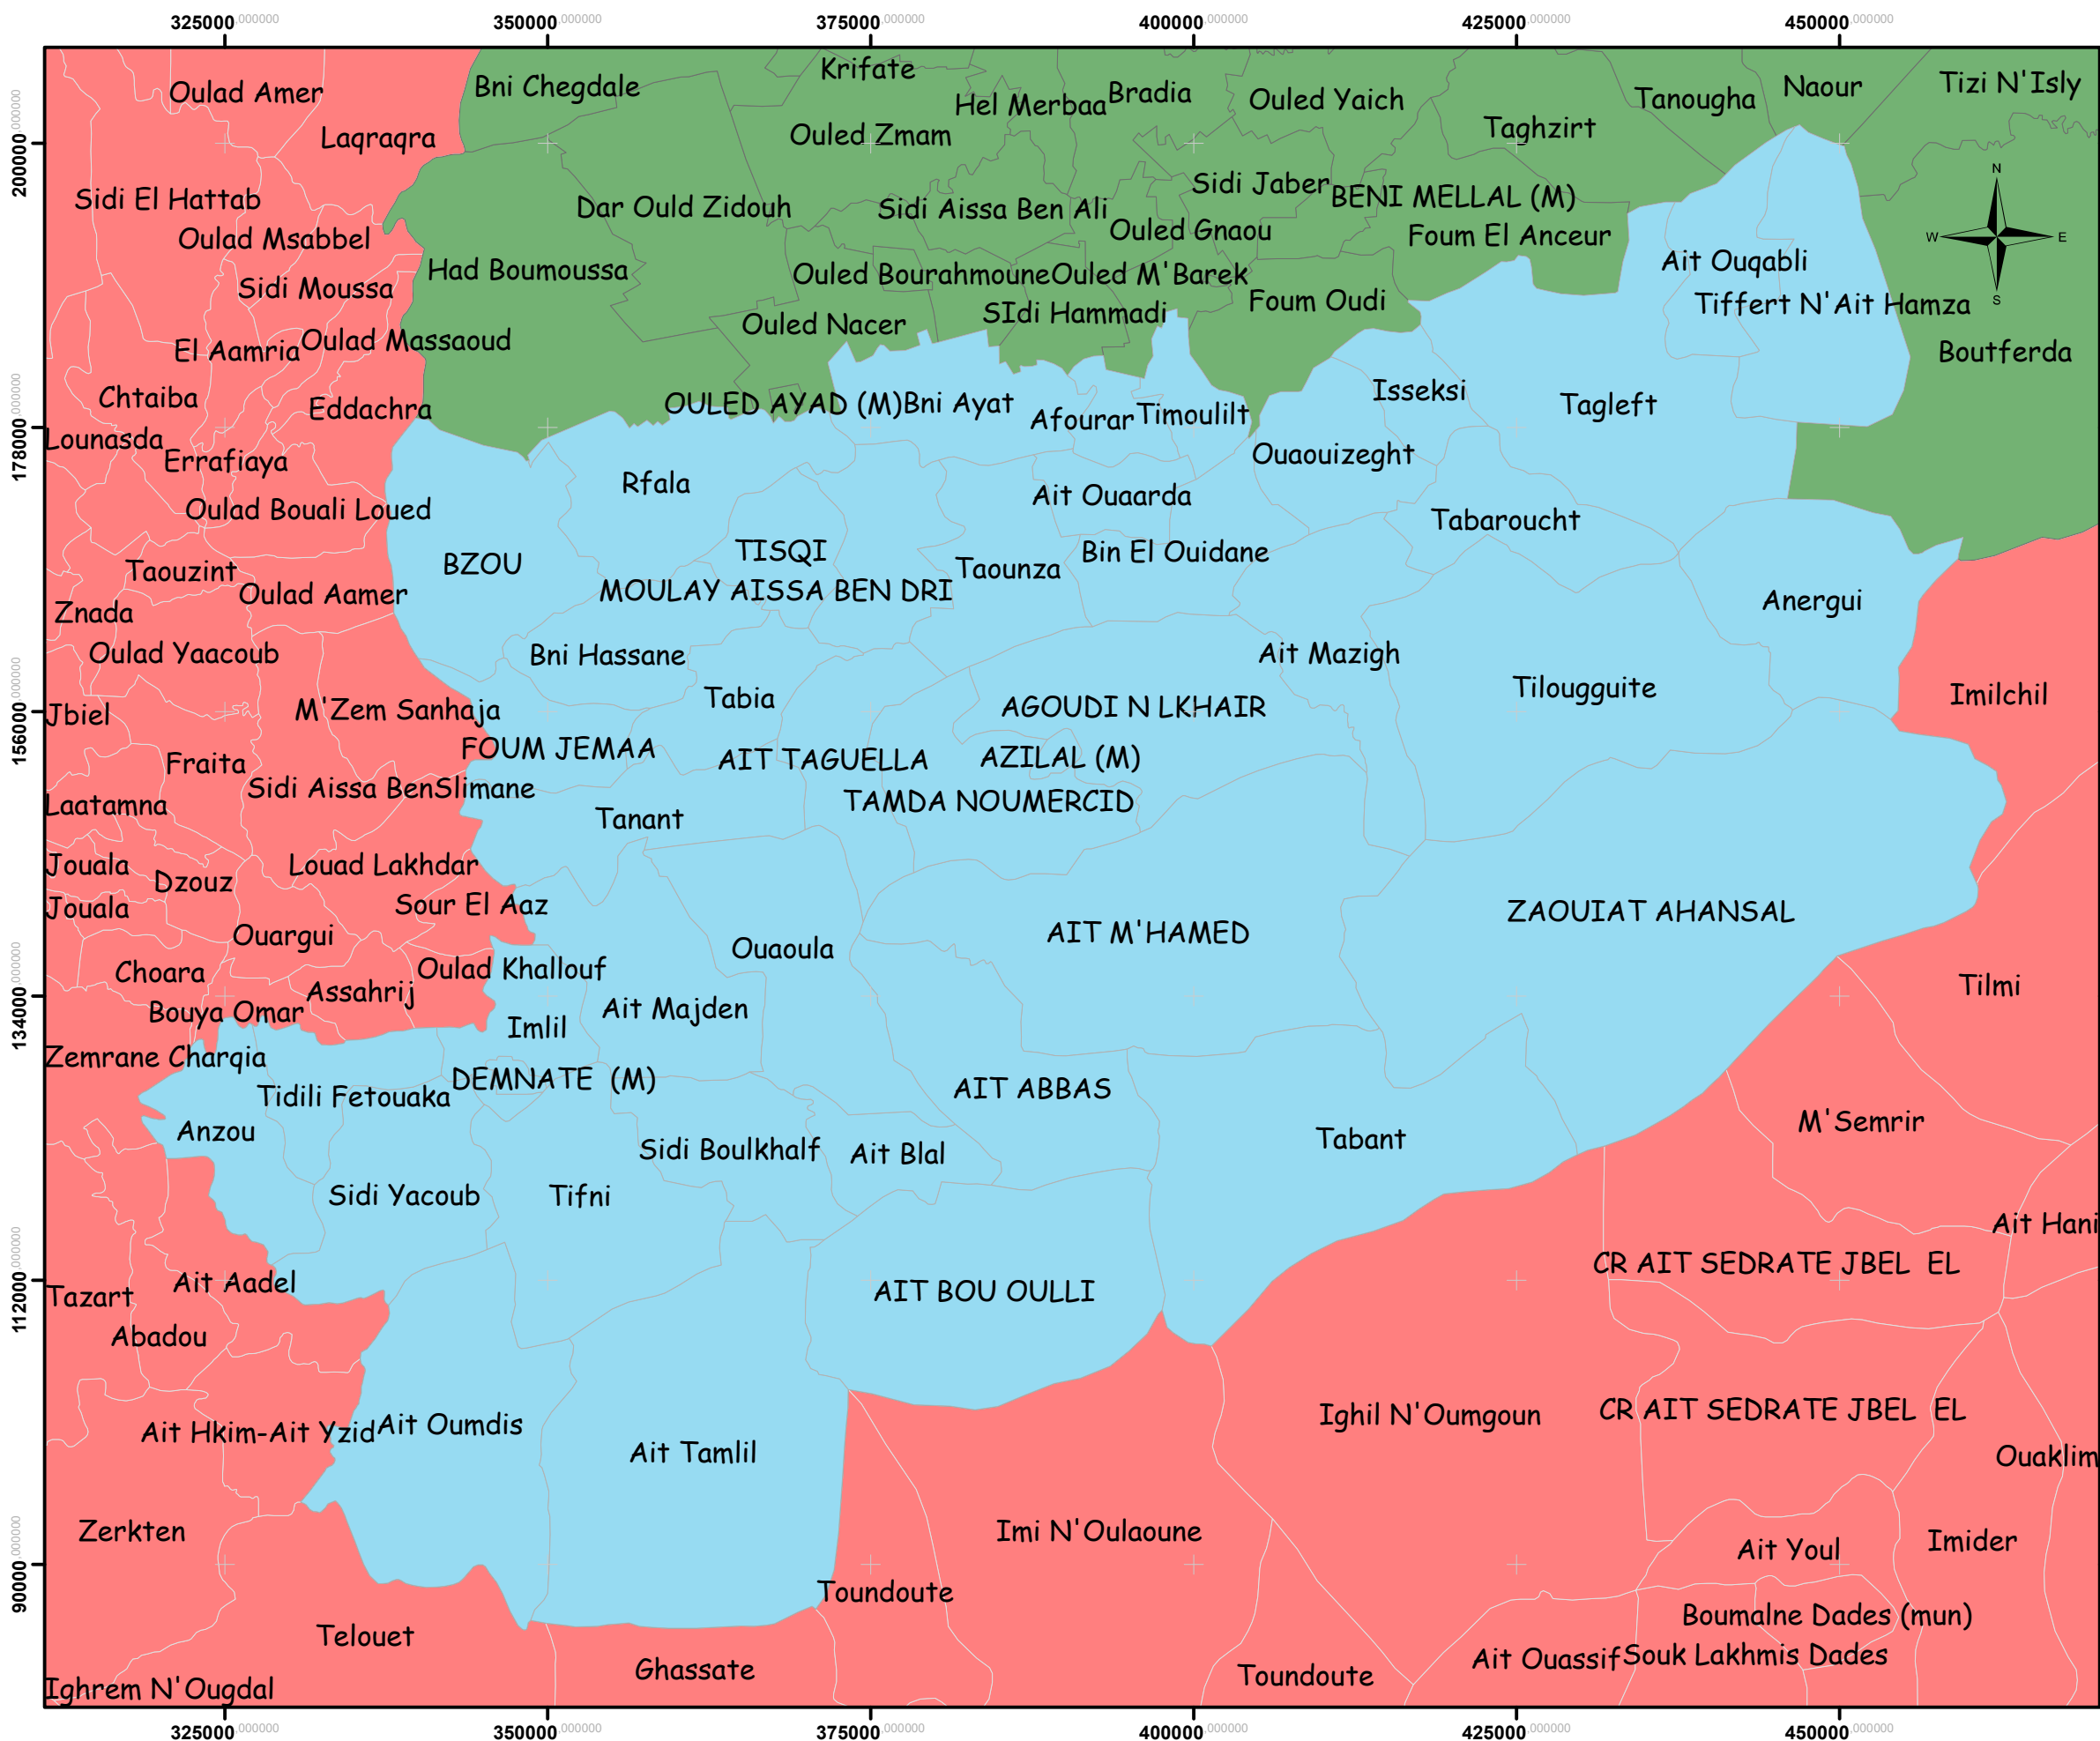 325000,000000 350000,000000 375000,000000 400000,000000 425000,000000 450000,000000
Krifate
Tizi N'Isly
Bni Chegdale
Naour
Oulad Amer
Bradia
Ouled Yaich
Tanougha
Hel Merbaa
Taghzirt
Laqraqra
Ouled Zmam
200000,000000
N
Sidi Jaber
BENI MELLAL (M)
Sidi El Hattab
Dar Ould Zidouh
Sidi Aissa Ben Ali
Ouled Gnaou
Foum El Anceur
W
E
Oulad Msabbel
Ait Ouqabli
Had Boumoussa
Ouled Bourahmoune
Ouled M'Barek
Sidi Moussa
Foum Oudi
S
Tiffert N'Ait Hamza
SIdi Hammadi
Ouled Nacer
Oulad Massaoud
El Aamria
Boutferda
Isseksi
Chtaiba
OULED AYAD (M)
Bni Ayat
Tagleft
Eddachra
Timoulilt
Afourar
178000,000000
Lounasda
Ouaouizeght
Errafiaya
Rfala
Ait Ouaarda
Oulad Bouali Loued
Tabaroucht
TISQI
Bin El Ouidane
BZOU
Taouzint
Taounza
MOULAY AISSA BEN DRI
Oulad Aamer
Anergui
Znada
Oulad Yaacoub
Bni Hassane
Ait Mazigh
Tilougguite
Imilchil
Tabia
156000,000000
AGOUDI N LKHAIR
M'Zem Sanhaja
Jbiel
FOUM JEMAA
AIT TAGUELLA
AZILAL (M)
Fraita
Sidi Aissa BenSlimane
TAMDA NOUMERCID
Laatamna
Tanant
Jouala
Louad Lakhdar
Dzouz
Sour El Aaz
Jouala
ZAOUIAT AHANSAL
Ouargui
AIT M'HAMED
Ouaoula
Oulad Khallouf
Choara
Tilmi
Assahrij
134000,000000
Ait Majden
Bouya Omar
Imlil
Zemrane Charqia
DEMNATE (M)
AIT ABBAS
Tidili Fetouaka
M'Semrir
Anzou
Tabant
Sidi Boulkhalf
Ait Blal
Sidi Yacoub
Tifni
Ait Hani
CR AIT SEDRATE JBEL EL
112000,000000
Ait Aadel
AIT BOU OULLI
Tazart
Abadou
CR AIT SEDRATE JBEL EL
Ighil N'Oumgoun
Ait Oumdis
Ait Hkim-Ait Yzid
Ait Tamlil
Ouaklim
Zerkten
Imi N'Oulaoune
Imider
Ait Youl
90000,000000
Toundoute
Boumalne Dades (mun)
Telouet
Ait Ouassif
Souk Lakhmis Dades
Ghassate
Toundoute
Ighrem N'Ougdal
325000,000000 350000,000000 375000,000000 400000,000000 425000,000000 450000,000000